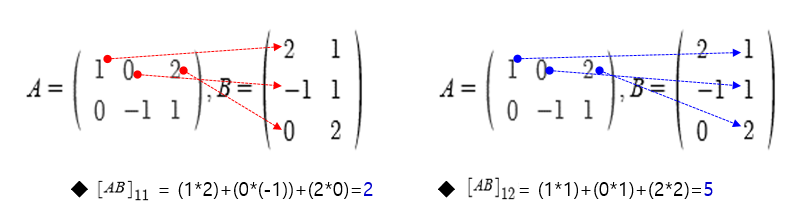 A = ( 1 0 2 ) , B = ( 2 1 )
( 0 −1 1 ) ( −1 1 )
( 0 2 )
A = ( 1 0 2 ) , B = ( 2 1 )
( 0 −1 1 ) ( −1 1 )
( 0 2 )
◆ [AB]₁₁ = (1*2)+(0*(-1))+(2*0)=2
◆ [AB]₁₂ = (1*1)+(0*1)+(2*2)=5